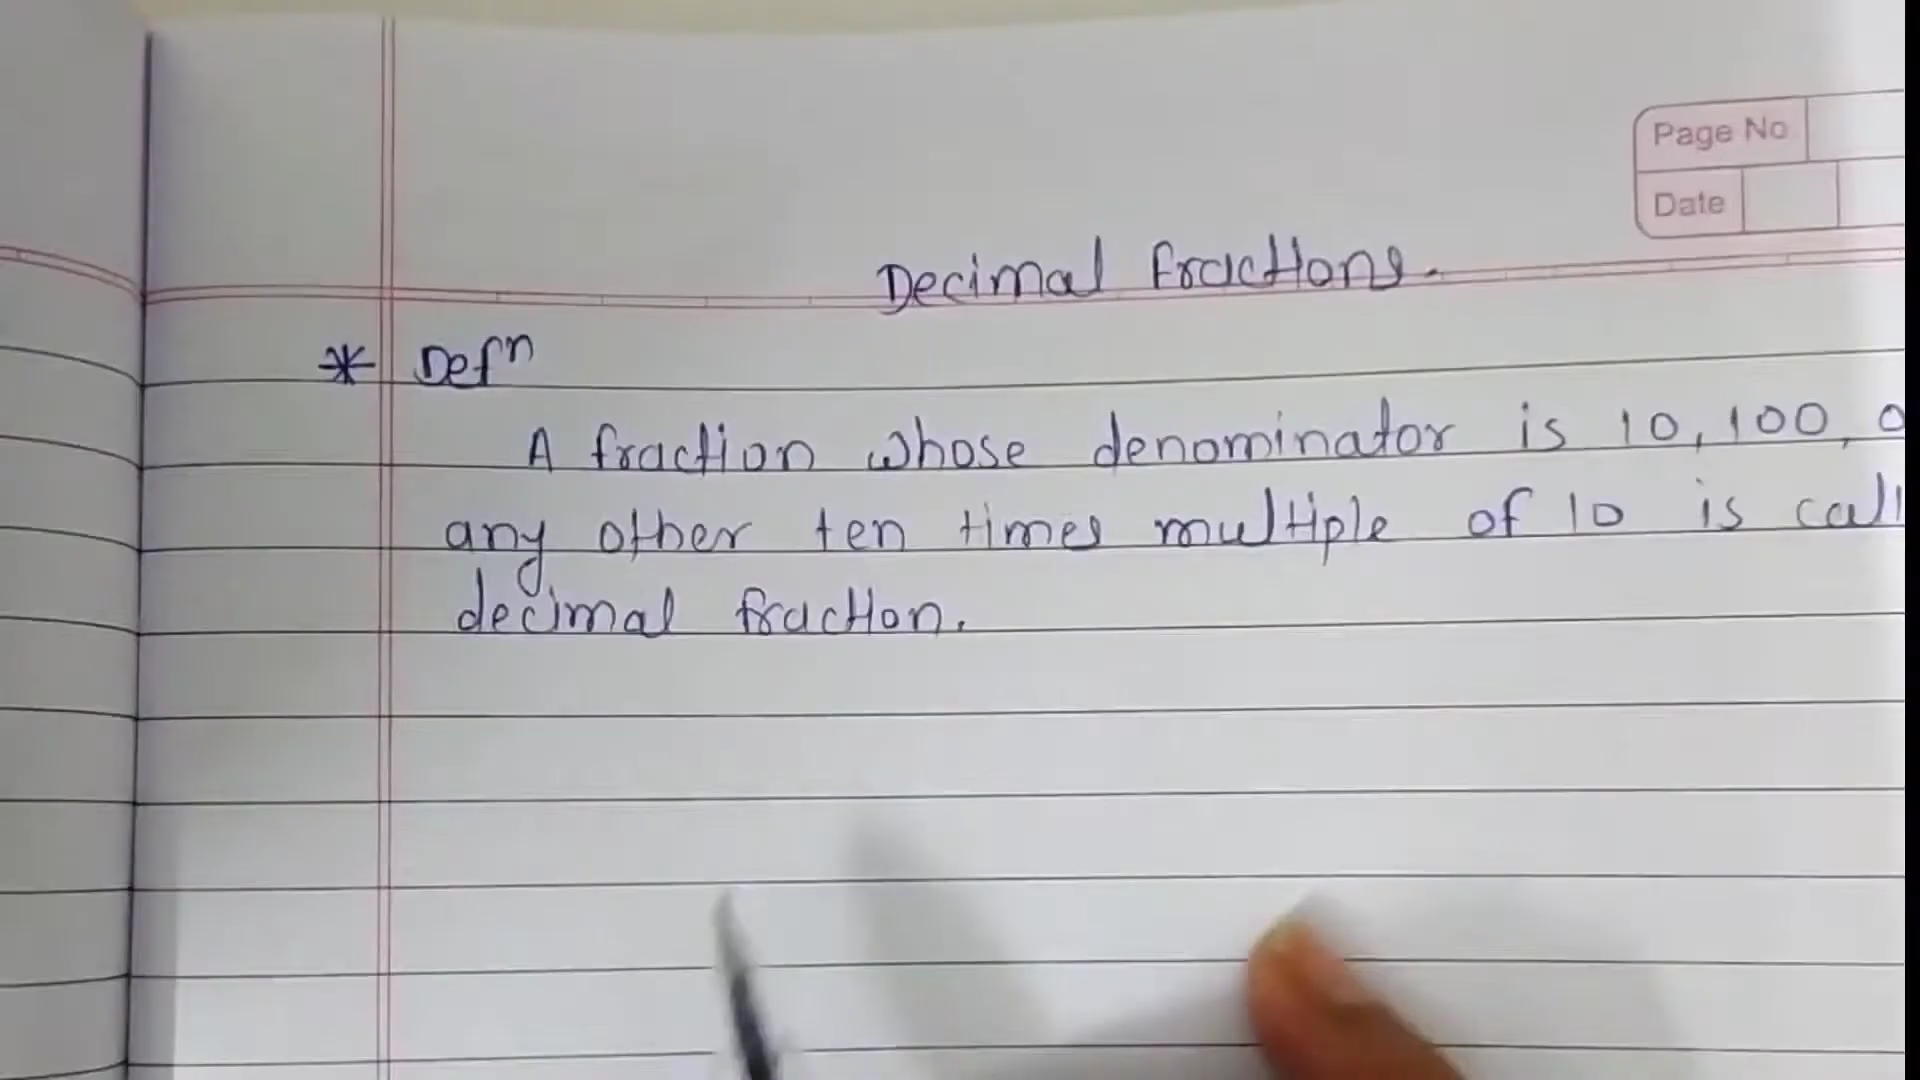 Page No
Date
Decimal Fractions.
* Defn
A fraction whose denominator is 10, 100,
any other ten times multiple of 10 is call
decimal fraction.